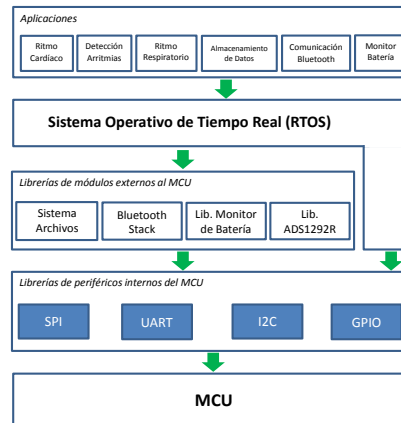 Aplicaciones
Ritmo
Cardíaco
Detección
Arritmias
Ritmo
Respiratorio
Almacenamiento
de Datos
Comunicación
Bluetooth
Monitor
Batería
Sistema Operativo de Tiempo Real (RTOS)
Librerías de módulos externos al MCU
Sistema
Archivos
Bluetooth
Stack
Lib. Monitor
de Batería
Lib.
ADS1292R
Librerías de periféricos internos del MCU
SPI
UART
I2C
GPIO
MCU